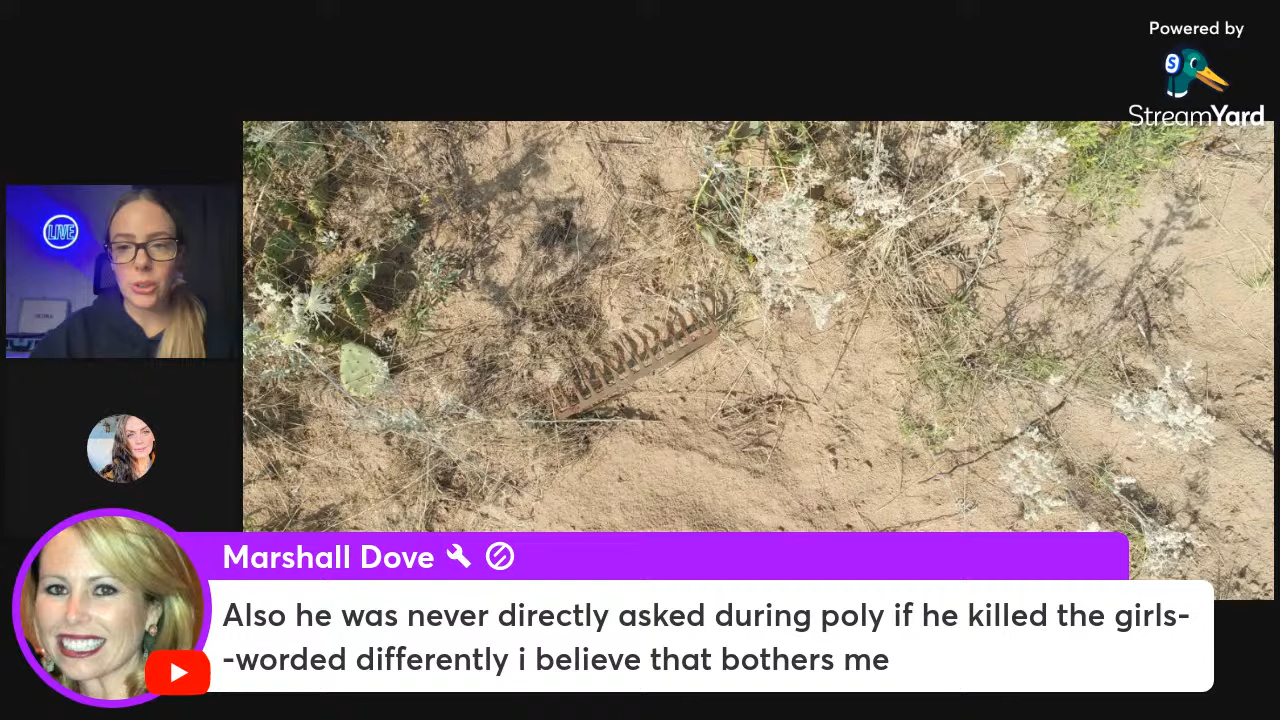 Powered by
StreamYard
LIVE
Marshall Dove
Also he was never directly asked during poly if he killed the girls-
-worded differently i believe that bothers me